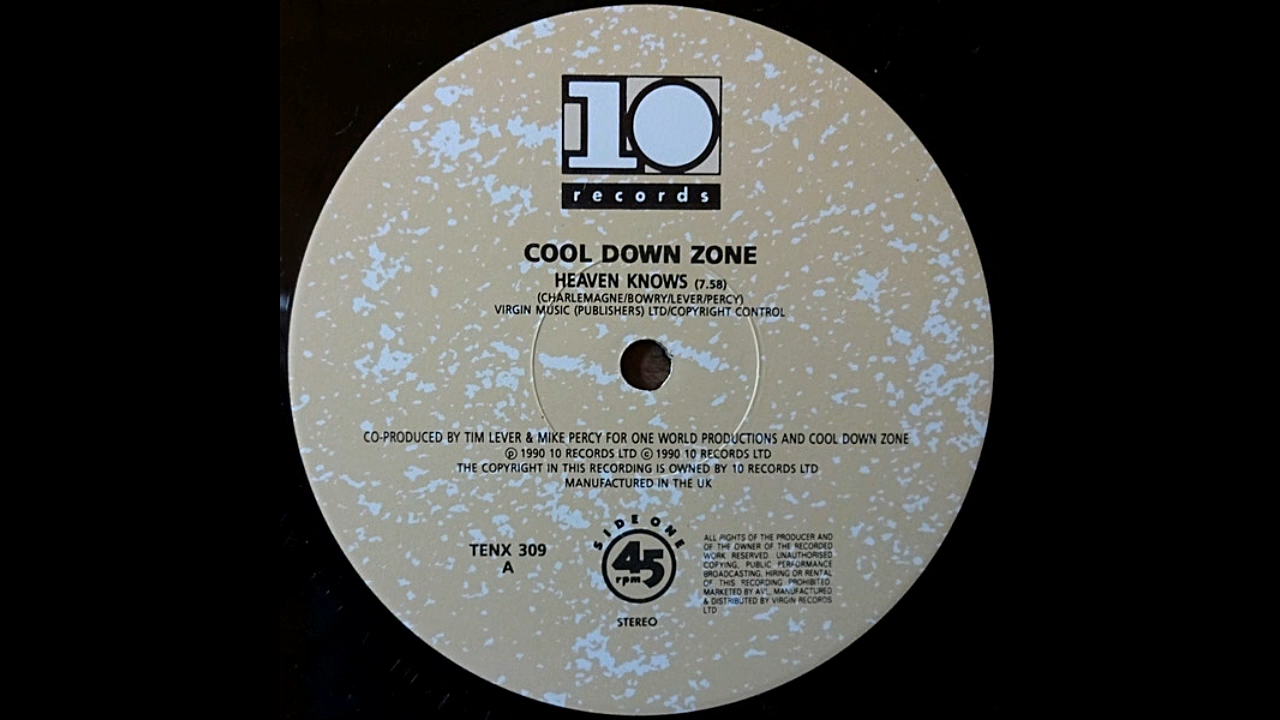 10
records
COOL DOWN ZONE
HEAVEN KNOWS (7.58)
(CHARLEMAGNE/BOWRY/LEVER/PERCY)
VIRGIN MUSIC (PUBLISHERS) LTD/COPYRIGHT CONTROL
CO-PRODUCED BY TIM LEVER & MIKE PERCY FOR ONE WORLD PRODUCTIONS AND COOL DOWN ZONE
℗ 1990 10 RECORDS LTD © 1990 10 RECORDS LTD
THE COPYRIGHT IN THIS RECORDING IS OWNED BY 10 RECORDS LTD
MANUFACTURED IN THE UK
TENX 309
A
SIDE ONE
45
rpm
STEREO
ALL RIGHTS OF THE PRODUCER AND
OF THE OWNER OF THE RECORDED
WORK RESERVED. UNAUTHORISED
COPYING, PUBLIC PERFORMANCE
BROADCASTING, HIRING OR RENTAL
OF THIS RECORDING PROHIBITED.
MARKETED BY AVL, MANUFACTURED
& DISTRIBUTED BY VIRGIN RECORDS
LTD